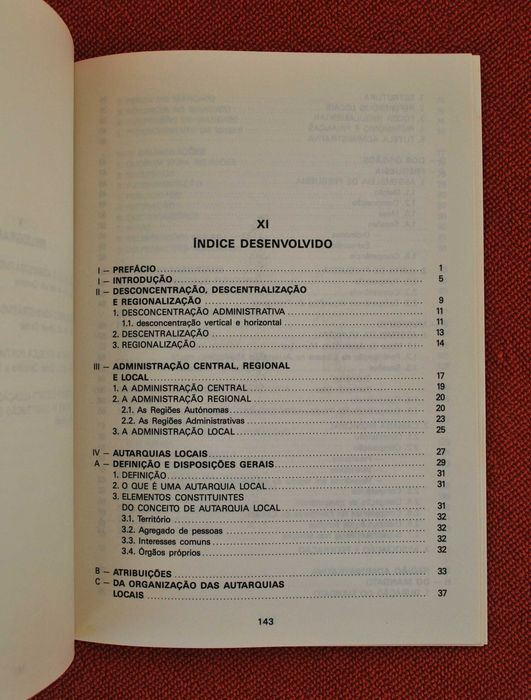 XI
ÍNDICE DESENVOLVIDO
I – PREFÁCIO 1
I – INTRODUÇÃO 5
II – DESCONCENTRAÇÃO, DESCENTRALIZAÇÃO
E REGIONALIZAÇÃO 9
1. DESCONCENTRAÇÃO ADMINISTRATIVA 11
1.1. desconcentração vertical e horizontal 11
2. DESCENTRALIZAÇÃO 13
3. REGIONALIZAÇÃO 14
III – ADMINISTRAÇÃO CENTRAL, REGIONAL
E LOCAL 17
1. A ADMINISTRAÇÃO CENTRAL 19
2. A ADMINISTRAÇÃO REGIONAL 20
2.1. As Regiões Autónomas 20
2.2. As Regiões Administrativas 23
3. A ADMINISTRAÇÃO LOCAL 25
IV – AUTARQUIAS LOCAIS 27
A – DEFINIÇÃO E DISPOSIÇÕES GERAIS 29
1. DEFINIÇÃO 31
2. O QUE É UMA AUTARQUIA LOCAL 31
3. ELEMENTOS CONSTITUINTES
DO CONCEITO DE AUTARQUIA LOCAL 31
3.1. Território 32
3.2. Agregado de pessoas 32
3.3. Interesses comuns 32
3.4. Órgãos próprios 32
B – ATRIBUIÇÕES 33
C – DA ORGANIZAÇÃO DAS AUTARQUIAS
LOCAIS 37
143